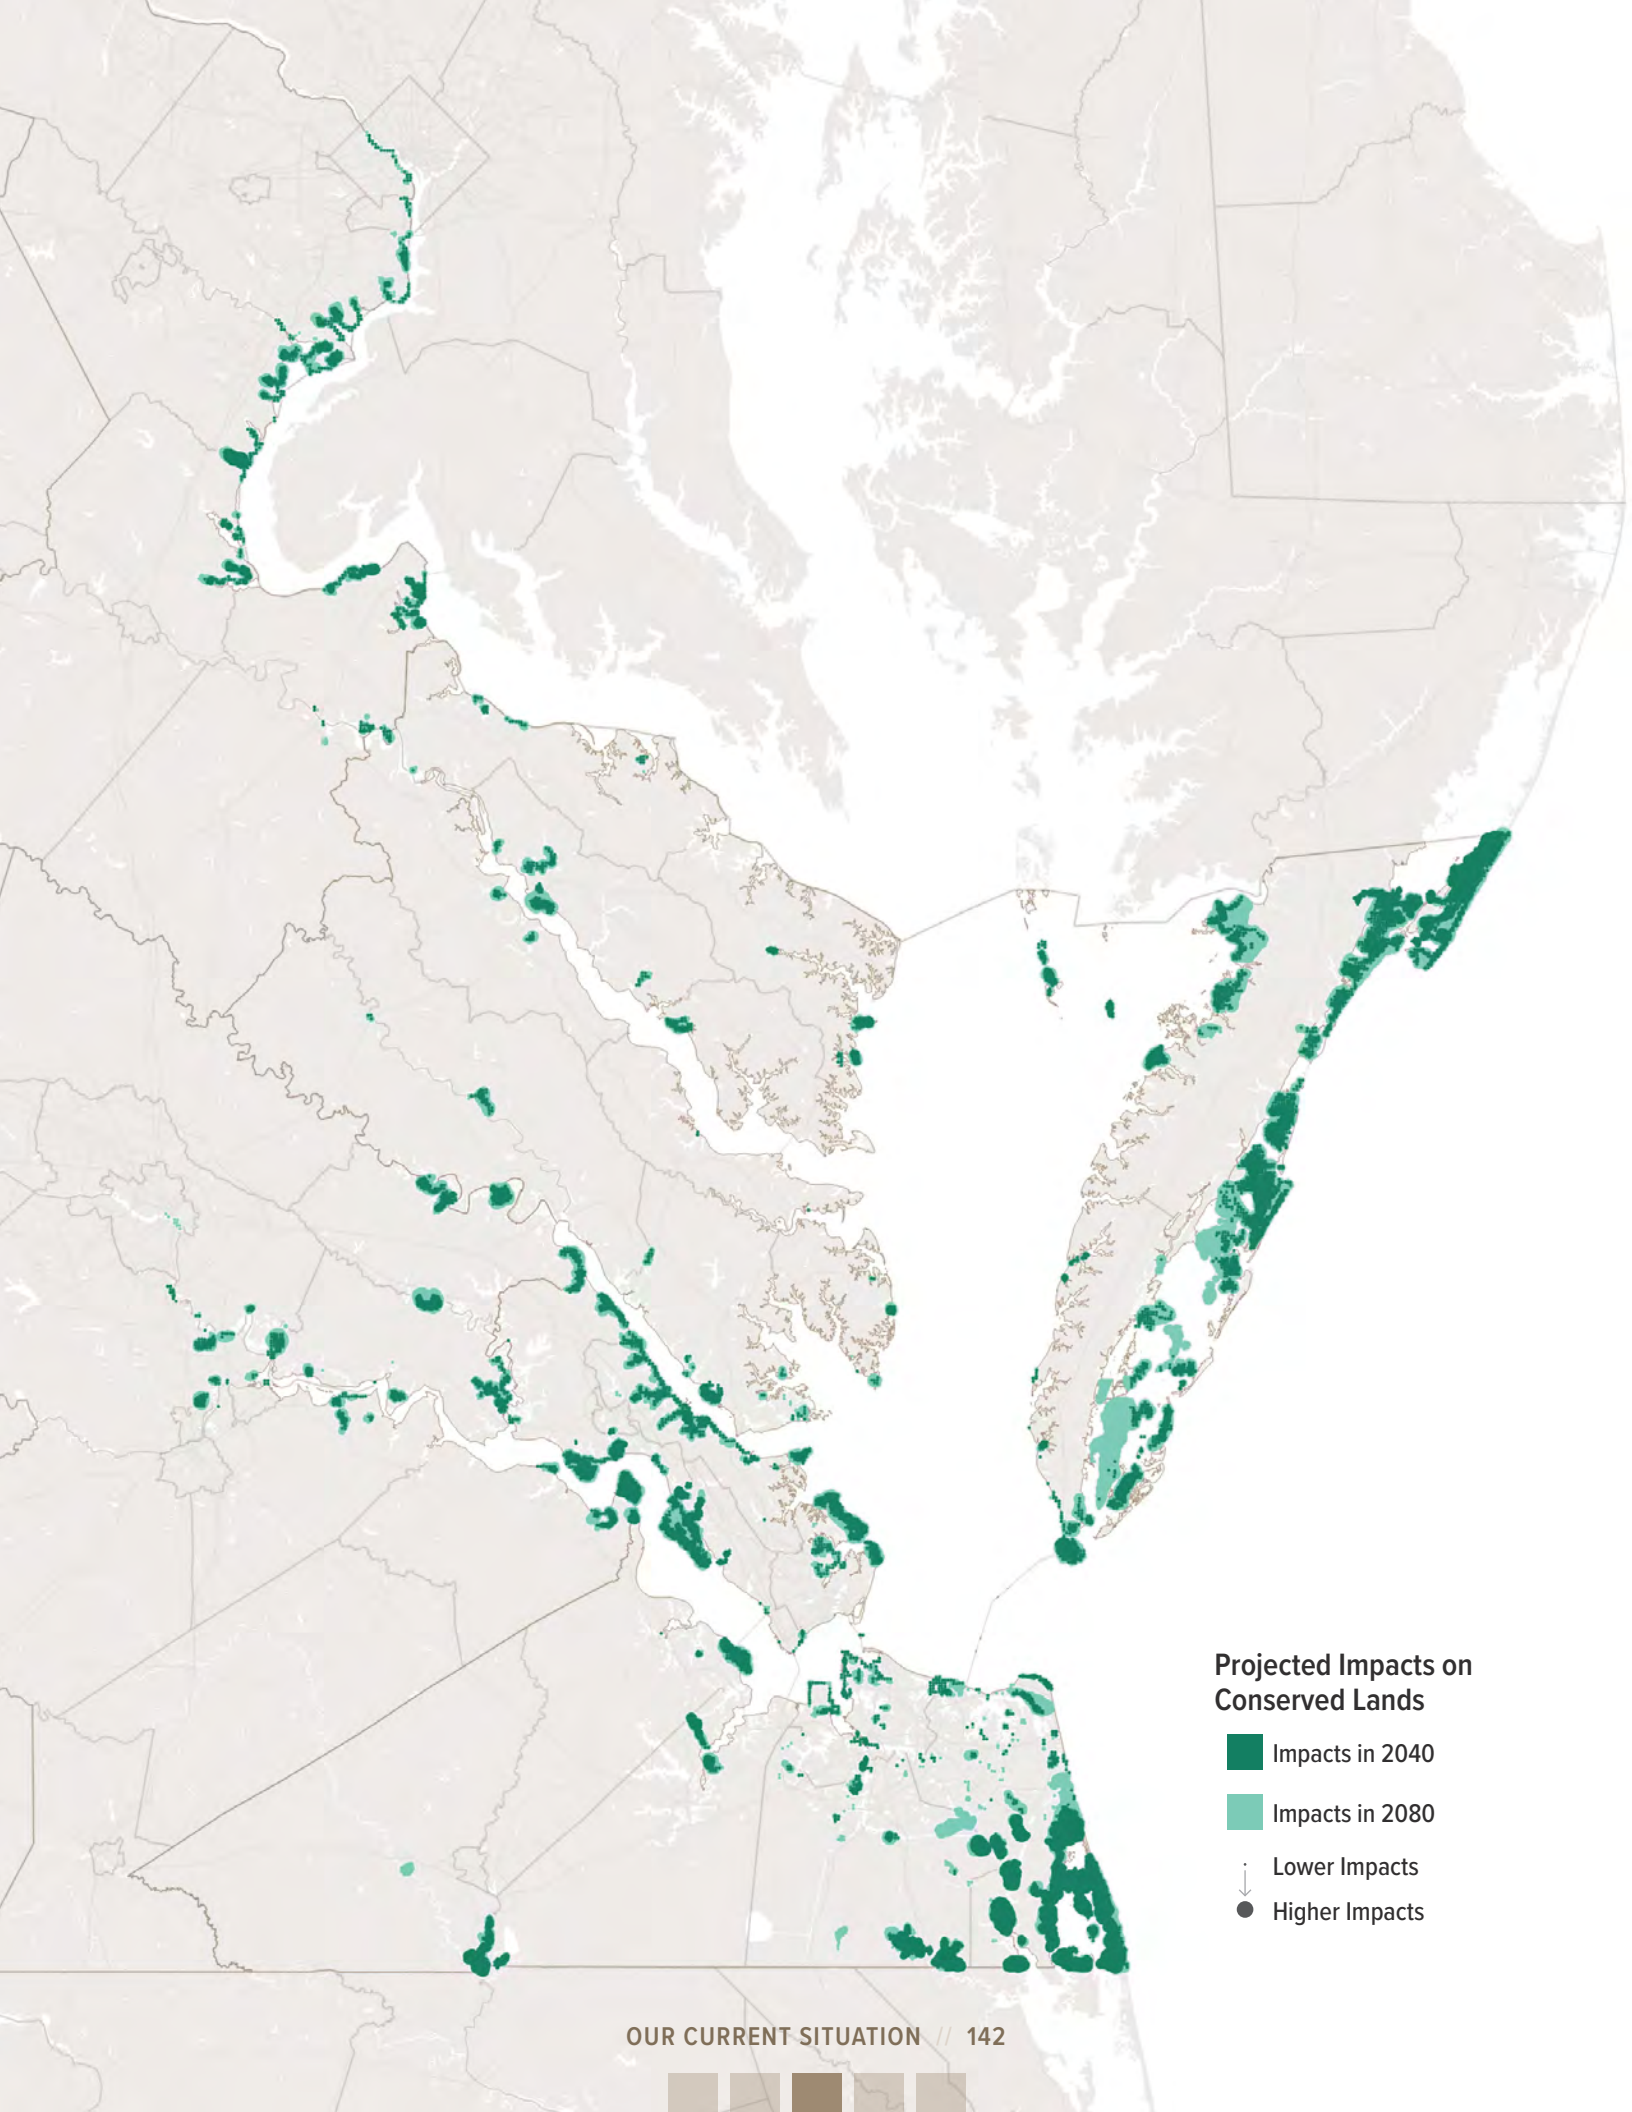 Projected Impacts on
Conserved Lands
Impacts in 2040
Impacts in 2080
Lower Impacts
Higher Impacts
OUR CURRENT SITUATION // 142